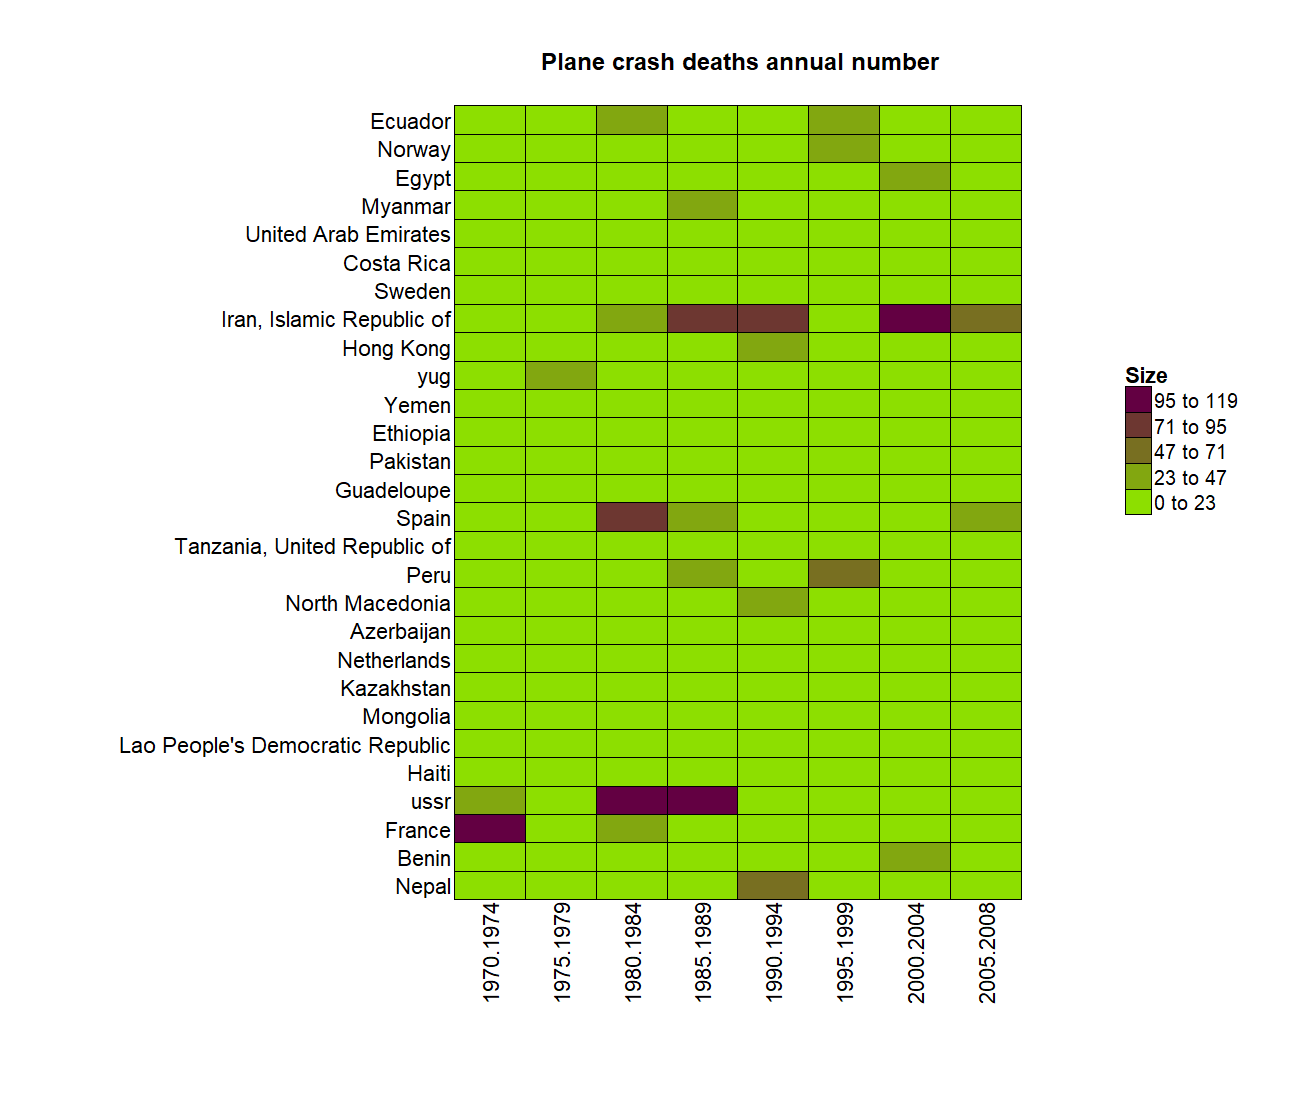 Plane crash deaths annual number
Ecuador
Norway
Egypt
Myanmar
United Arab Emirates
Costa Rica
Sweden
Iran, Islamic Republic of
Hong Kong
yug
Yemen
Ethiopia
Pakistan
Guadeloupe
Spain
Tanzania, United Republic of
Peru
North Macedonia
Azerbaijan
Netherlands
Kazakhstan
Mongolia
Lao People's Democratic Republic
Haiti
ussr
France
Benin
Nepal
1970.1974
1975.1979
1980.1984
1985.1989
1990.1994
1995.1999
2000.2004
2005.2008
Size
95 to 119
71 to 95
47 to 71
23 to 47
0 to 23